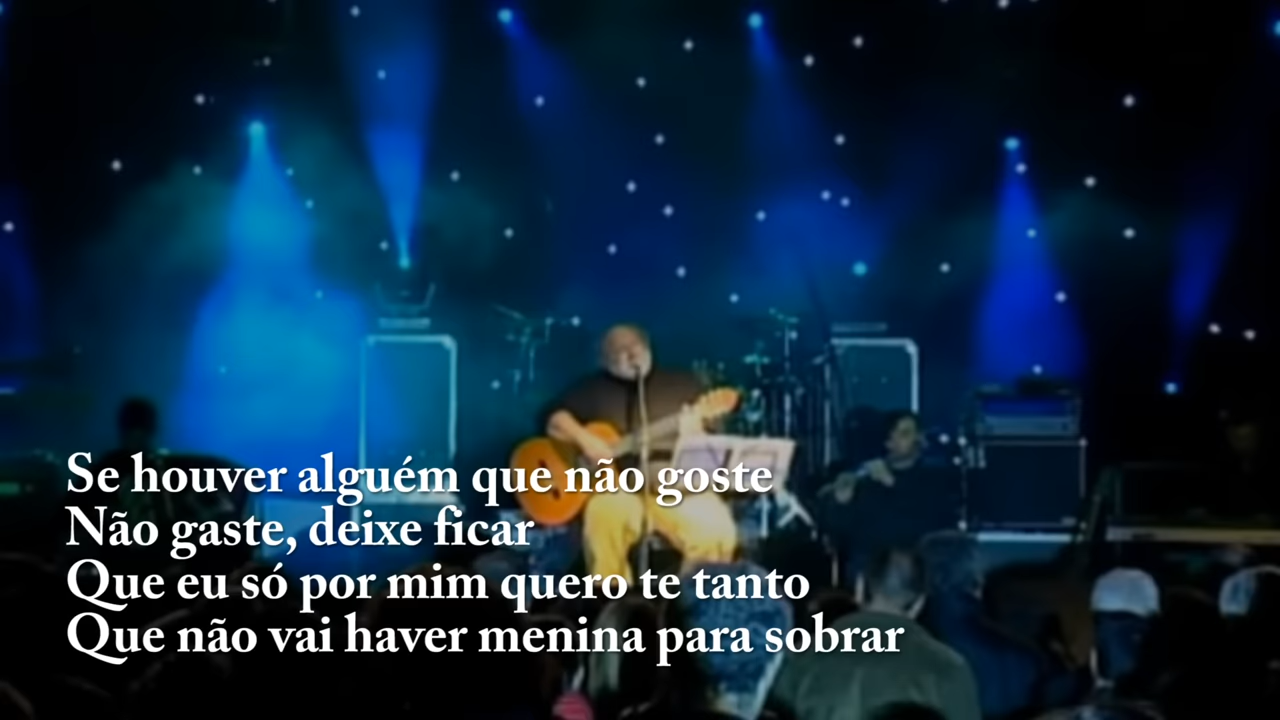 Se houver alguém que não goste
Não gaste, deixe ficar
Que eu só por mim quero te tanto
Que não vai haver menina para sobrar